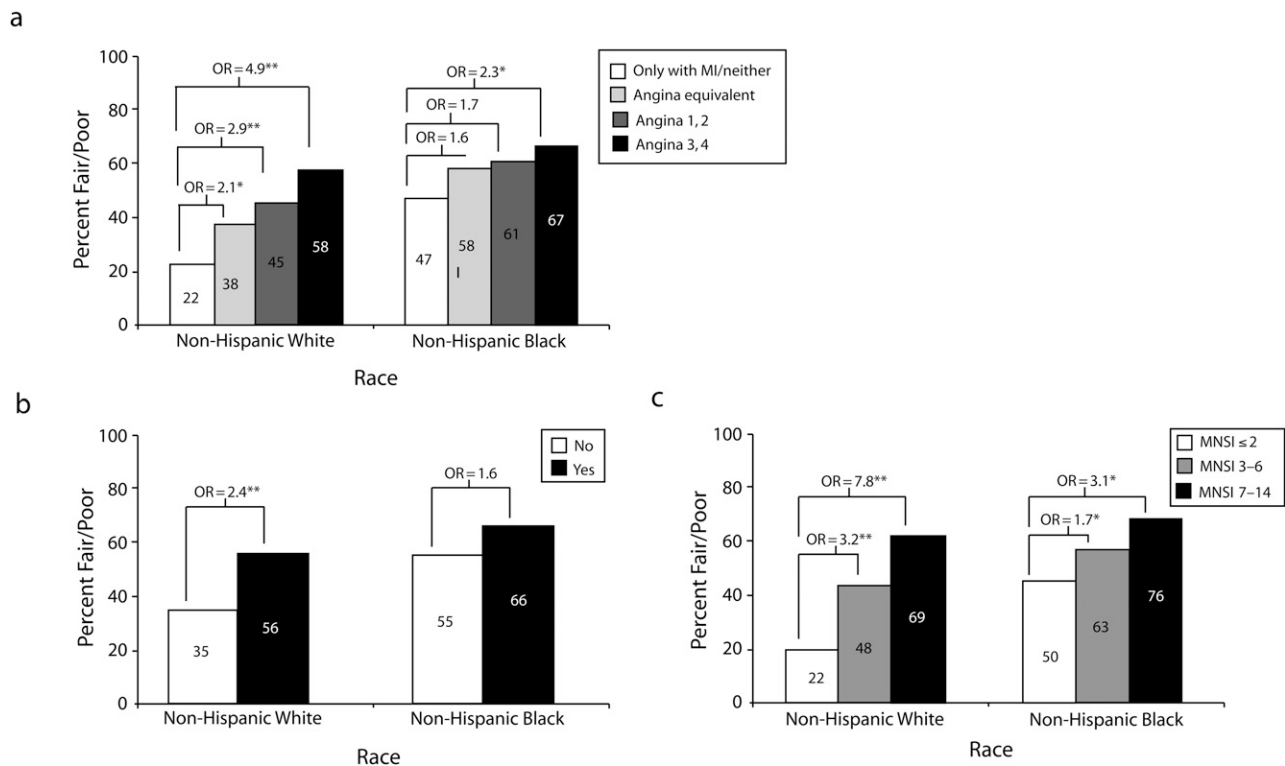 a
Percent Fair/Poor
100
80
60
40
20
0
OR = 4.9**
OR = 2.9**
OR = 2.1*
22
38
45
58
OR = 2.3*
OR = 1.7
OR = 1.6
47
58
61
67
Only with MI/neither
Angina equivalent
Angina 1, 2
Angina 3, 4
Non-Hispanic White
Non-Hispanic Black
Race
b
Percent Fair/Poor
100
80
60
40
20
0
OR = 2.4**
35
56
OR = 1.6
55
66
No
Yes
Non-Hispanic White
Non-Hispanic Black
Race
c
Percent Fair/Poor
100
80
60
40
20
0
OR = 7.8**
OR = 3.2**
22
48
69
OR = 3.1*
OR = 1.7*
50
63
76
MNSI ≤ 2
MNSI 3–6
MNSI 7–14
Non-Hispanic White
Non-Hispanic Black
Race